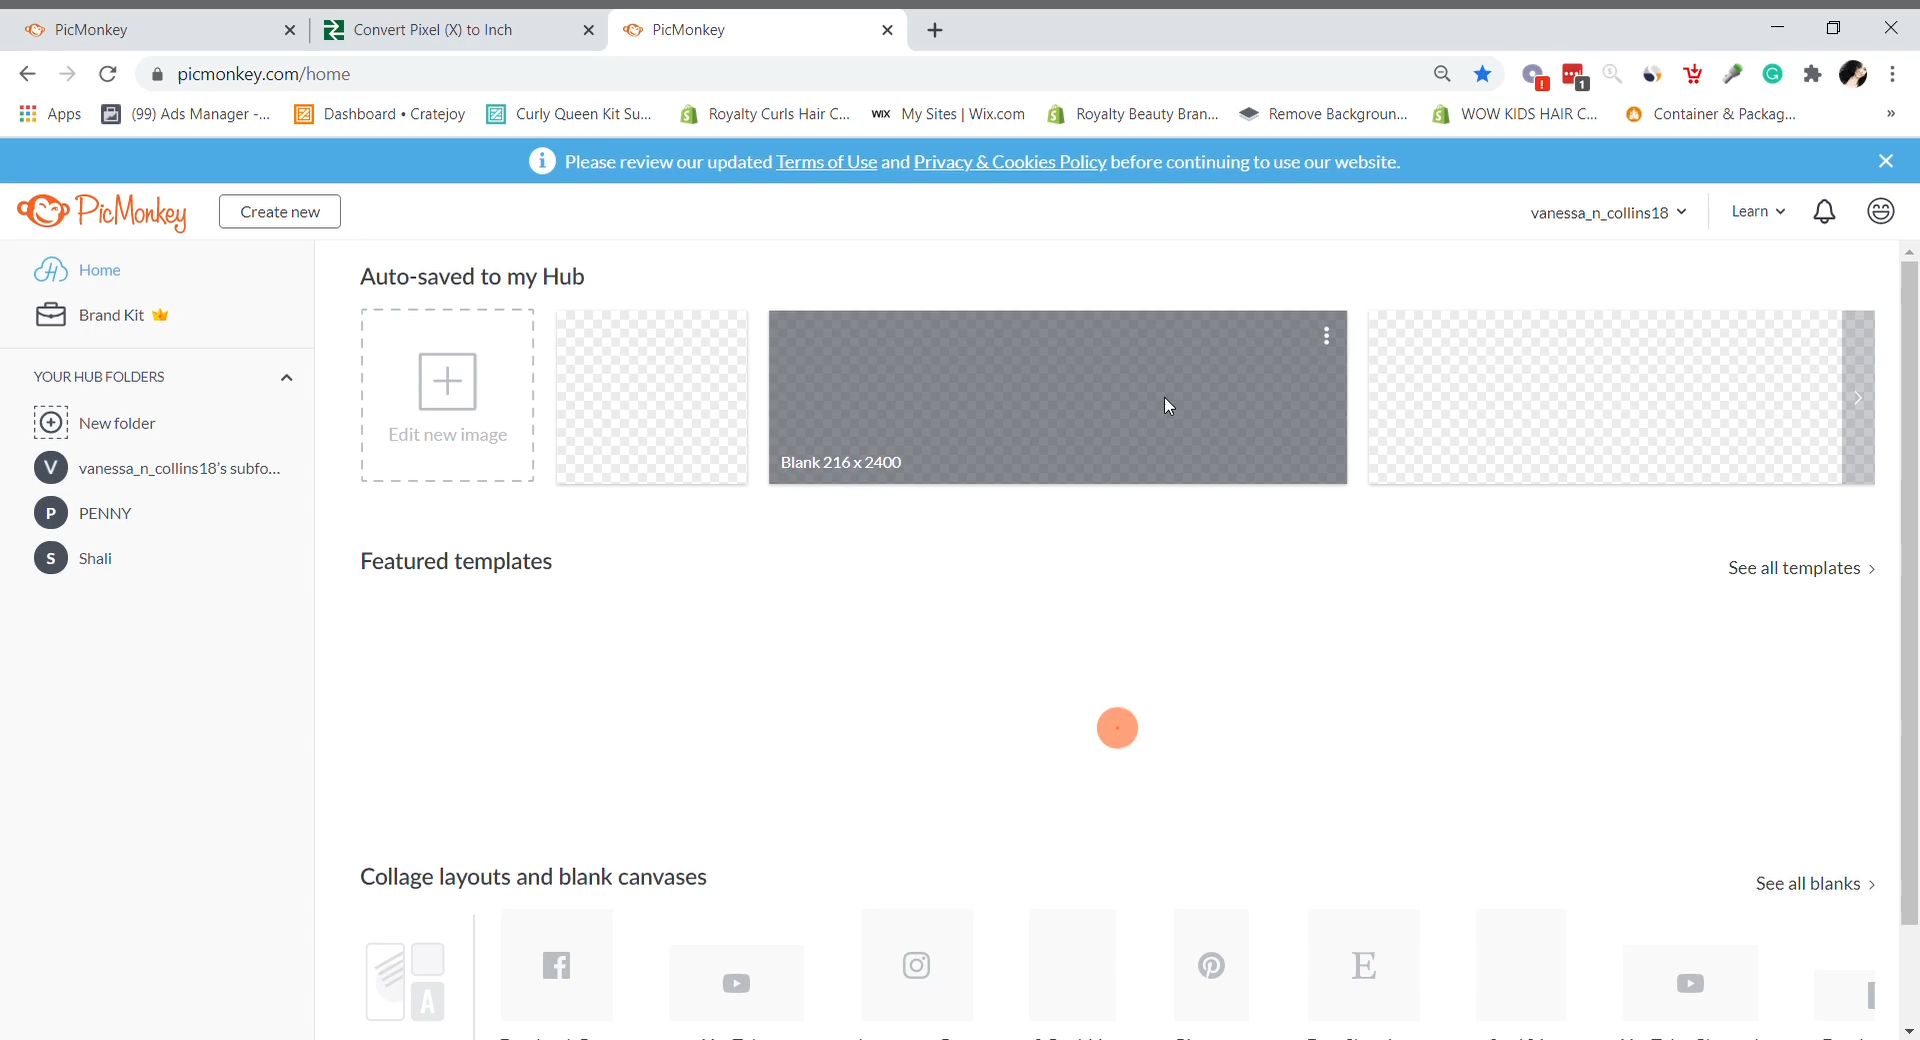 PicMonkey
Convert Pixel (X) to Inch
PicMonkey
picmonkey.com/home
1
Apps
(99) Ads Manager -...
Dashboard • Cratejoy
Curly Queen Kit Su...
Royalty Curls Hair C...
WIX My Sites | Wix.com
Royalty Beauty Bran...
Remove Backgroun...
WOW KIDS HAIR C...
Container & Packag...
»
Please review our updated Terms of Use and Privacy & Cookies Policy before continuing to use our website.
PicMonkey
Create new
vanessa_n_collins18
Learn
Home
Brand Kit
YOUR HUB FOLDERS
New folder
V vanessa_n_collins18's subfo...
P PENNY
S Shali
Auto-saved to my Hub
Edit new image
Blank 216 x 2400
Featured templates
See all templates >
Collage layouts and blank canvases
See all blanks >
A
E